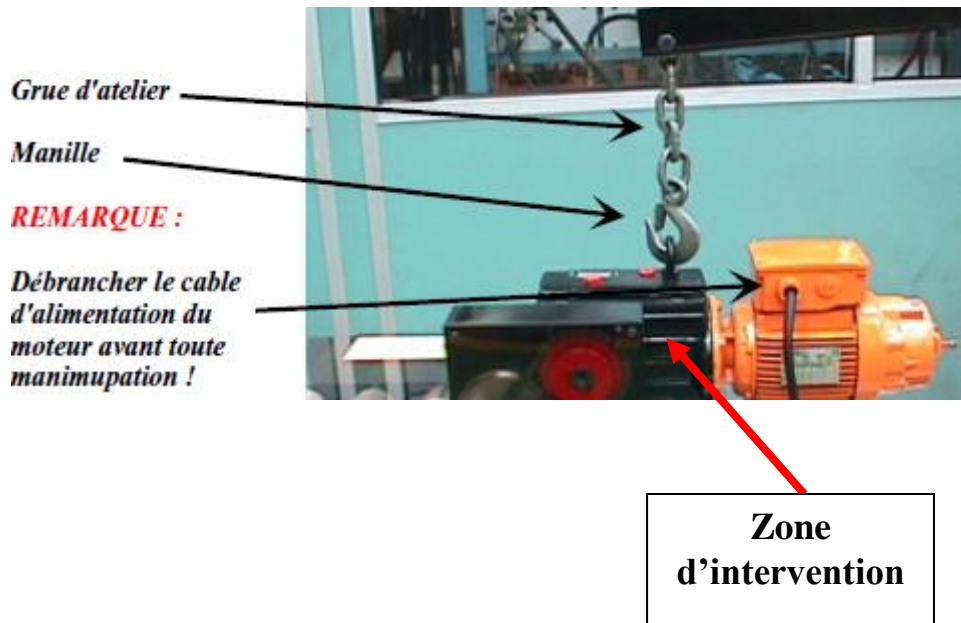 Grue d'atelier
Manille
REMARQUE :
Débrancher le cable
d'alimentation du
moteur avant toute
manimupation !
Zone
d'intervention